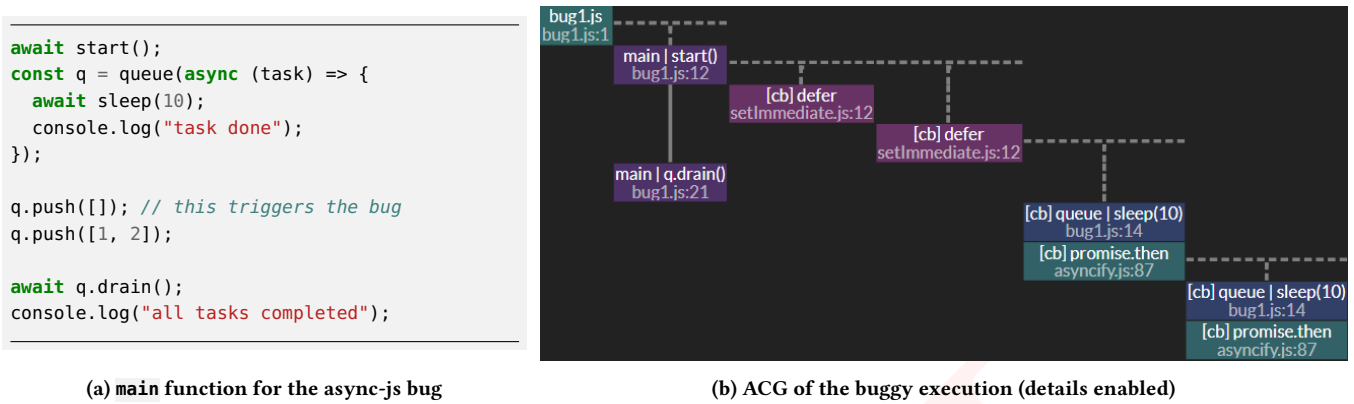 await start();
const q = queue(async (task) => {
  await sleep(10);
  console.log("task done");
});
q.push([]); // this triggers the bug
q.push([1, 2]);
await q.drain();
console.log("all tasks completed");
(a) main function for the async-js bug
bug1.js
bug1.js:1
main | start()
bug1.js:12
[cb] defer
setImmediate.js:12
[cb] defer
setImmediate.js:12
main | q.drain()
bug1.js:21
[cb] queue | sleep(10)
bug1.js:14
[cb] promise.then
asyncify.js:87
[cb] queue | sleep(10)
bug1.js:14
[cb] promise.then
asyncify.js:87
(b) ACG of the buggy execution (details enabled)